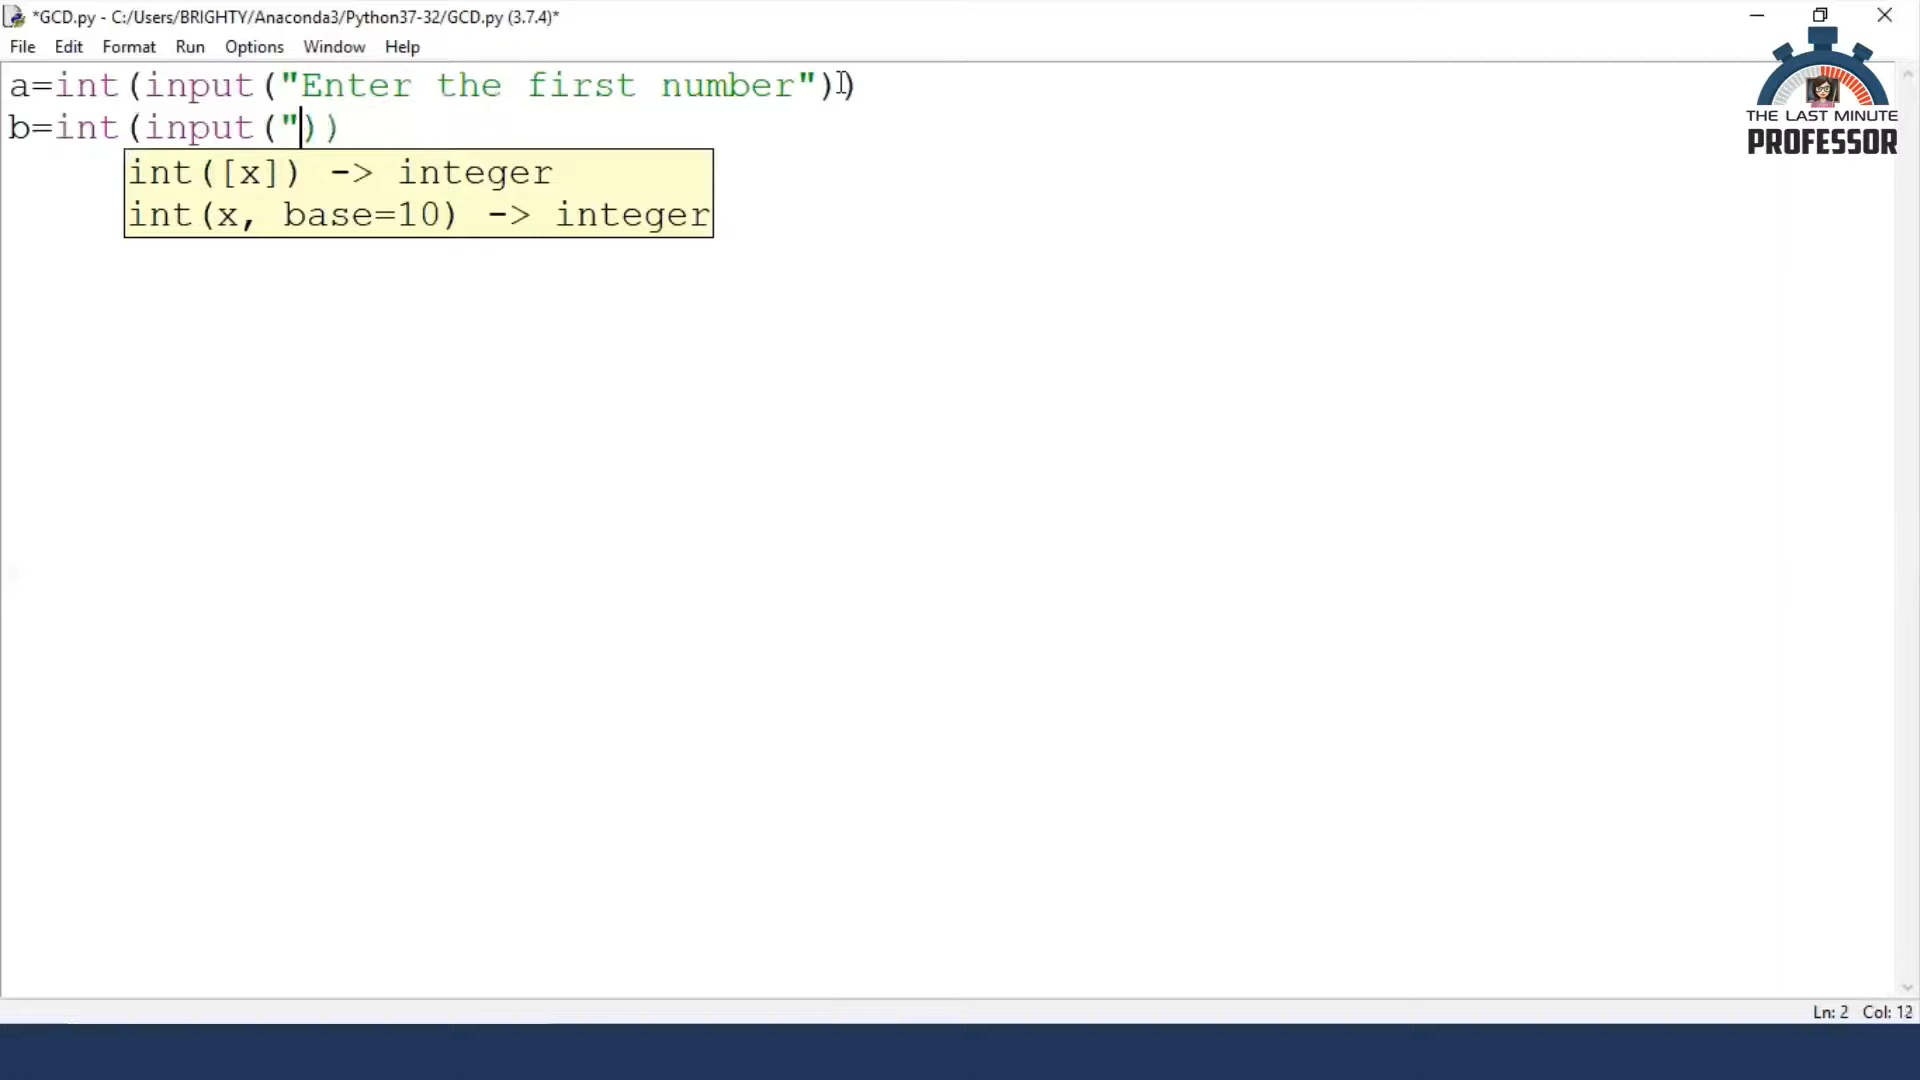 *GCD.py - C:/Users/BRIGHTY/Anaconda3/Python37-32/GCD.py (3.7.4)*
File Edit Format Run Options Window Help
a=int(input("Enter the first number"))
b=int(input("))
int([x]) -> integer
int(x, base=10) -> integer
THE LAST MINUTE
PROFESSOR
Ln: 2 Col: 12